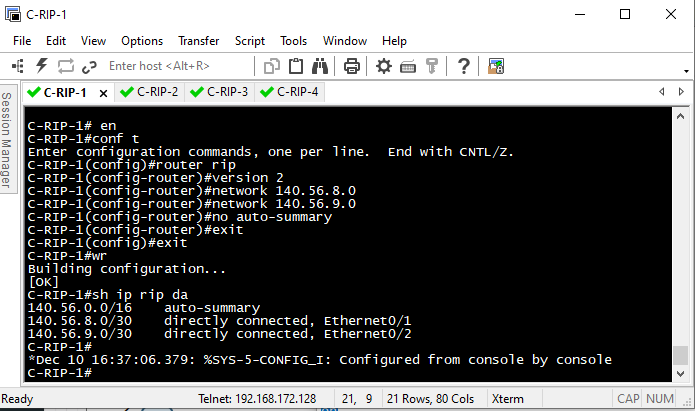 C-RIP-1
File Edit View Options Transfer Script Tools Window Help
Enter host <Alt+R>
Session Manager
C-RIP-1 x C-RIP-2 C-RIP-3 C-RIP-4
C-RIP-1# en
C-RIP-1#conf t
Enter configuration commands, one per line.  End with CNTL/Z.
C-RIP-1(config)#router rip
C-RIP-1(config-router)#version 2
C-RIP-1(config-router)#network 140.56.8.0
C-RIP-1(config-router)#network 140.56.9.0
C-RIP-1(config-router)#no auto-summary
C-RIP-1(config-router)#exit
C-RIP-1(config)#exit
C-RIP-1#wr
Building configuration...
[OK]
C-RIP-1#sh ip rip da
140.56.0.0/16    auto-summary
140.56.8.0/30    directly connected, Ethernet0/1
140.56.9.0/30    directly connected, Ethernet0/2
C-RIP-1#
*Dec 10 16:37:06.379: %SYS-5-CONFIG_I: Configured from console by console
C-RIP-1#
Ready Telnet: 192.168.172.128 21, 9 21 Rows, 80 Cols Xterm CAP NUM